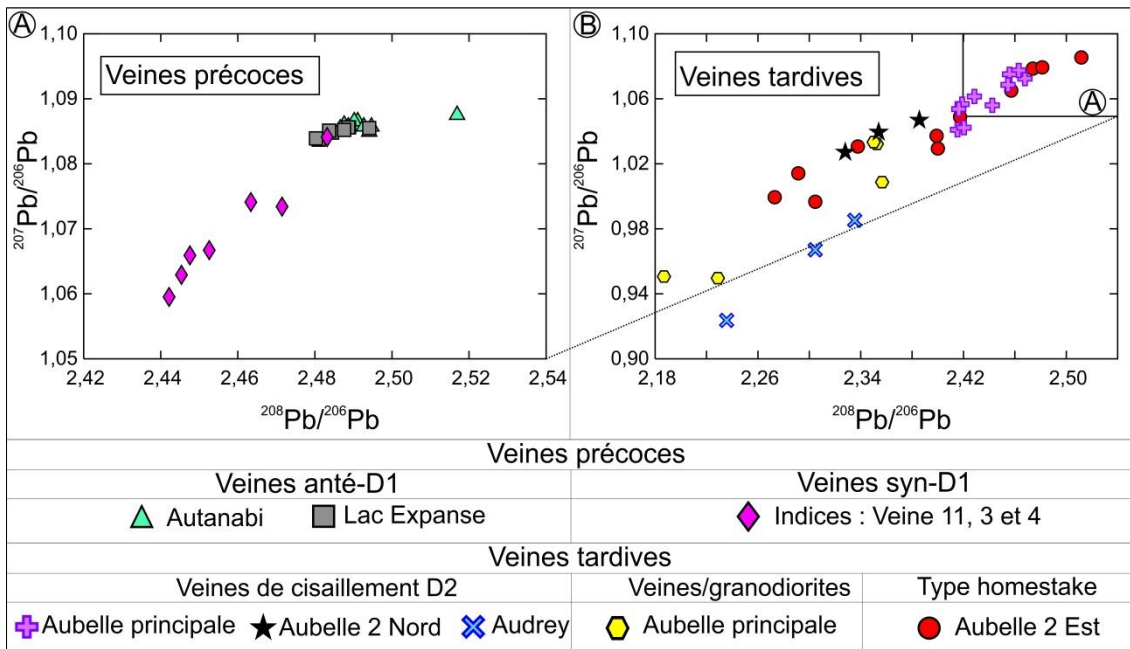 A
Veines précoces
1,10
1,09
1,08
1,07
1,06
1,05
207Pb/206Pb
2,42 2,44 2,46 2,48 2,50 2,52 2,54
208Pb/206Pb
B
Veines tardives
A
1,10
1,06
1,02
0,98
0,94
0,90
207Pb/206Pb
2,18 2,26 2,34 2,42 2,50
208Pb/206Pb
Veines précoces
Veines anté-D1 Veines syn-D1
Autanabi Lac Expanse Indices : Veine 11, 3 et 4
Veines tardives
Veines de cisaillement D2 Veines/granodiorites Type homestake
Aubelle principale Aubelle 2 Nord Audrey Aubelle principale Aubelle 2 Est